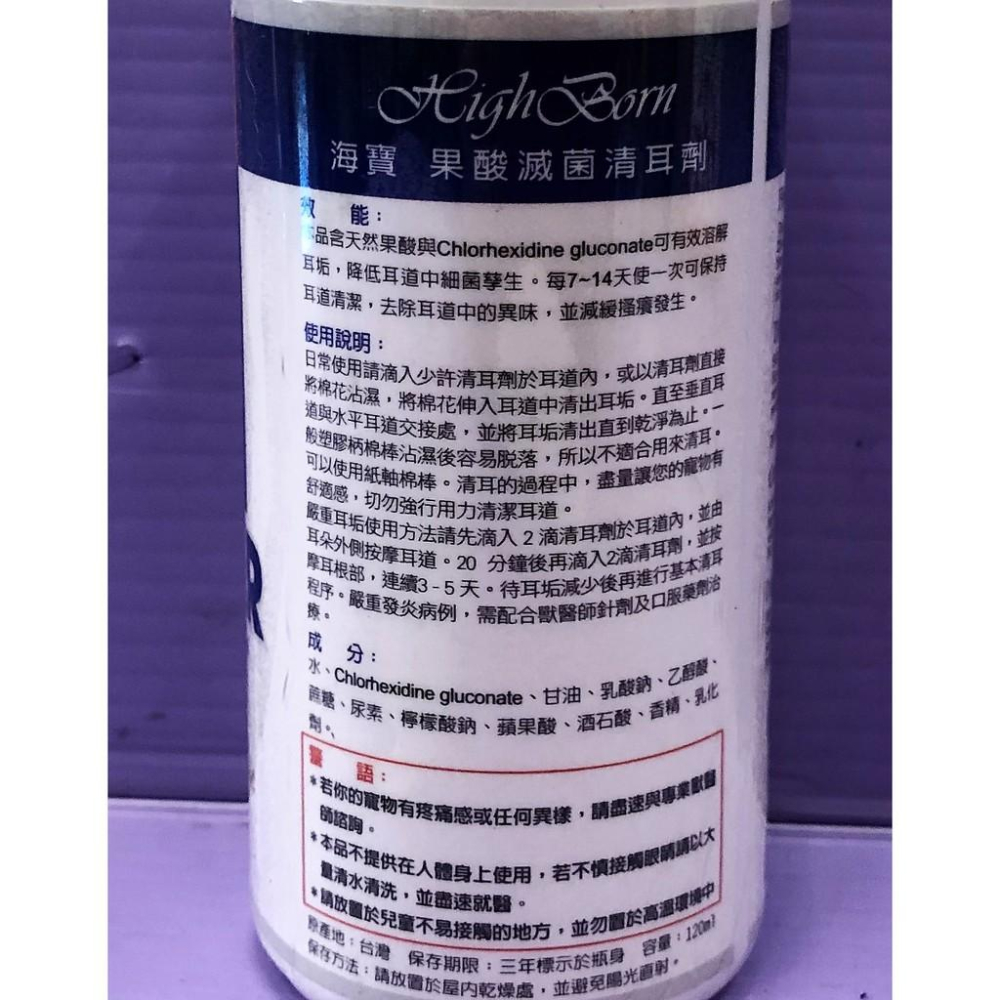 High Born
海寶 果酸滅菌清耳劑
效 能：
本品含天然果酸與Chlorhexidine gluconate可有效溶解
耳垢，降低耳道中細菌孳生。每7~14天使一次可保持
耳道清潔，去除耳道中的異味，並減緩搔癢發生。
使用說明：
日常使用請滴入少許清耳劑於耳道內，或以清耳劑直接
將棉花沾濕，將棉花伸入耳道中清出耳垢。直至垂直耳
道與水平耳道交接處，並將耳垢清出直到乾淨為止。一
般塑膠柄棉棒沾濕後容易脫落，所以不適合用來清耳。
可以使用紙軸棉棒。清耳的過程中，盡量讓您的寵物有
舒適感，切勿強行用力清潔耳道。
嚴重耳垢使用方法請先滴入 2 滴清耳劑於耳道內，並由
耳朵外側按摩耳道。20 分鐘後再滴入2滴清耳劑，並按
摩耳根部，連續3-5天。待耳垢減少後再進行基本清耳
程序。嚴重發炎病例，需配合獸醫師針劑及口服藥劑治
療。
成 分：
水、Chlorhexidine gluconate、甘油、乳酸鈉、乙醇酸、
蔗糖、尿素、檸檬酸鈉、蘋果酸、酒石酸、香精、乳化
劑。
警 語：
*若你的寵物有疼痛感或任何異樣，請盡速與專業獸醫
師諮詢。
*本品不提供在人體身上使用，若不慎接觸眼睛請以大
量清水清洗，並盡速就醫。
*請放置於兒童不易接觸的地方，並勿置於高溫環境中
原產地：台灣 保存期限：三年標示於瓶身 容量：120ml
保存方法：請放置於屋內乾燥處，並避免陽光直射。
R